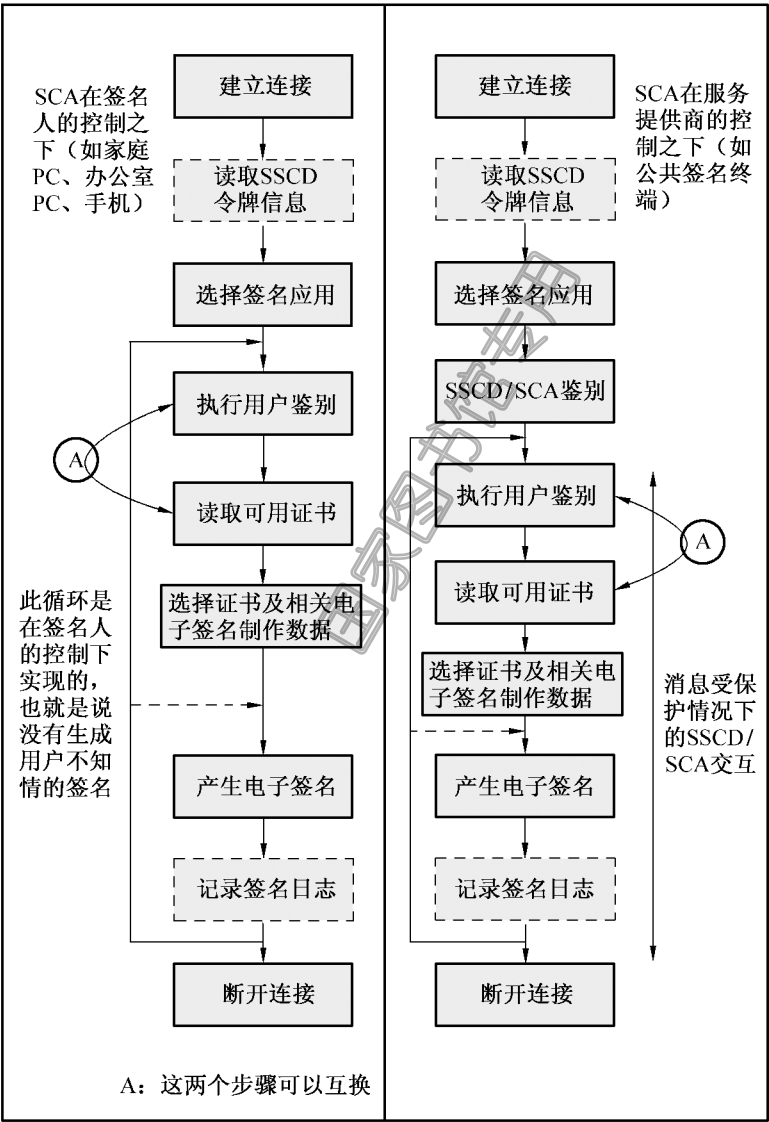 SCA在签名
人的控制之
下（如家庭
PC、办公室
PC、手机）
建立连接
读取SSCD
令牌信息
选择签名应用
执行用户鉴别
A
读取可用证书
选择证书及相关电
子签名制作数据
此循环是
在签名人
的控制下
实现的，
也就是说
没有生成
用户不知
情的签名
产生电子签名
记录签名日志
断开连接
A：这两个步骤可以互换
SCA在服务
提供商的控
制之下（如
公共签名终
端）
建立连接
读取SSCD
令牌信息
选择签名应用
SSCD/SCA鉴别
执行用户鉴别
A
读取可用证书
选择证书及相关电
子签名制作数据
消息受保
护情况下
的SSCD/
SCA交互
产生电子签名
记录签名日志
断开连接
国家图书馆专用